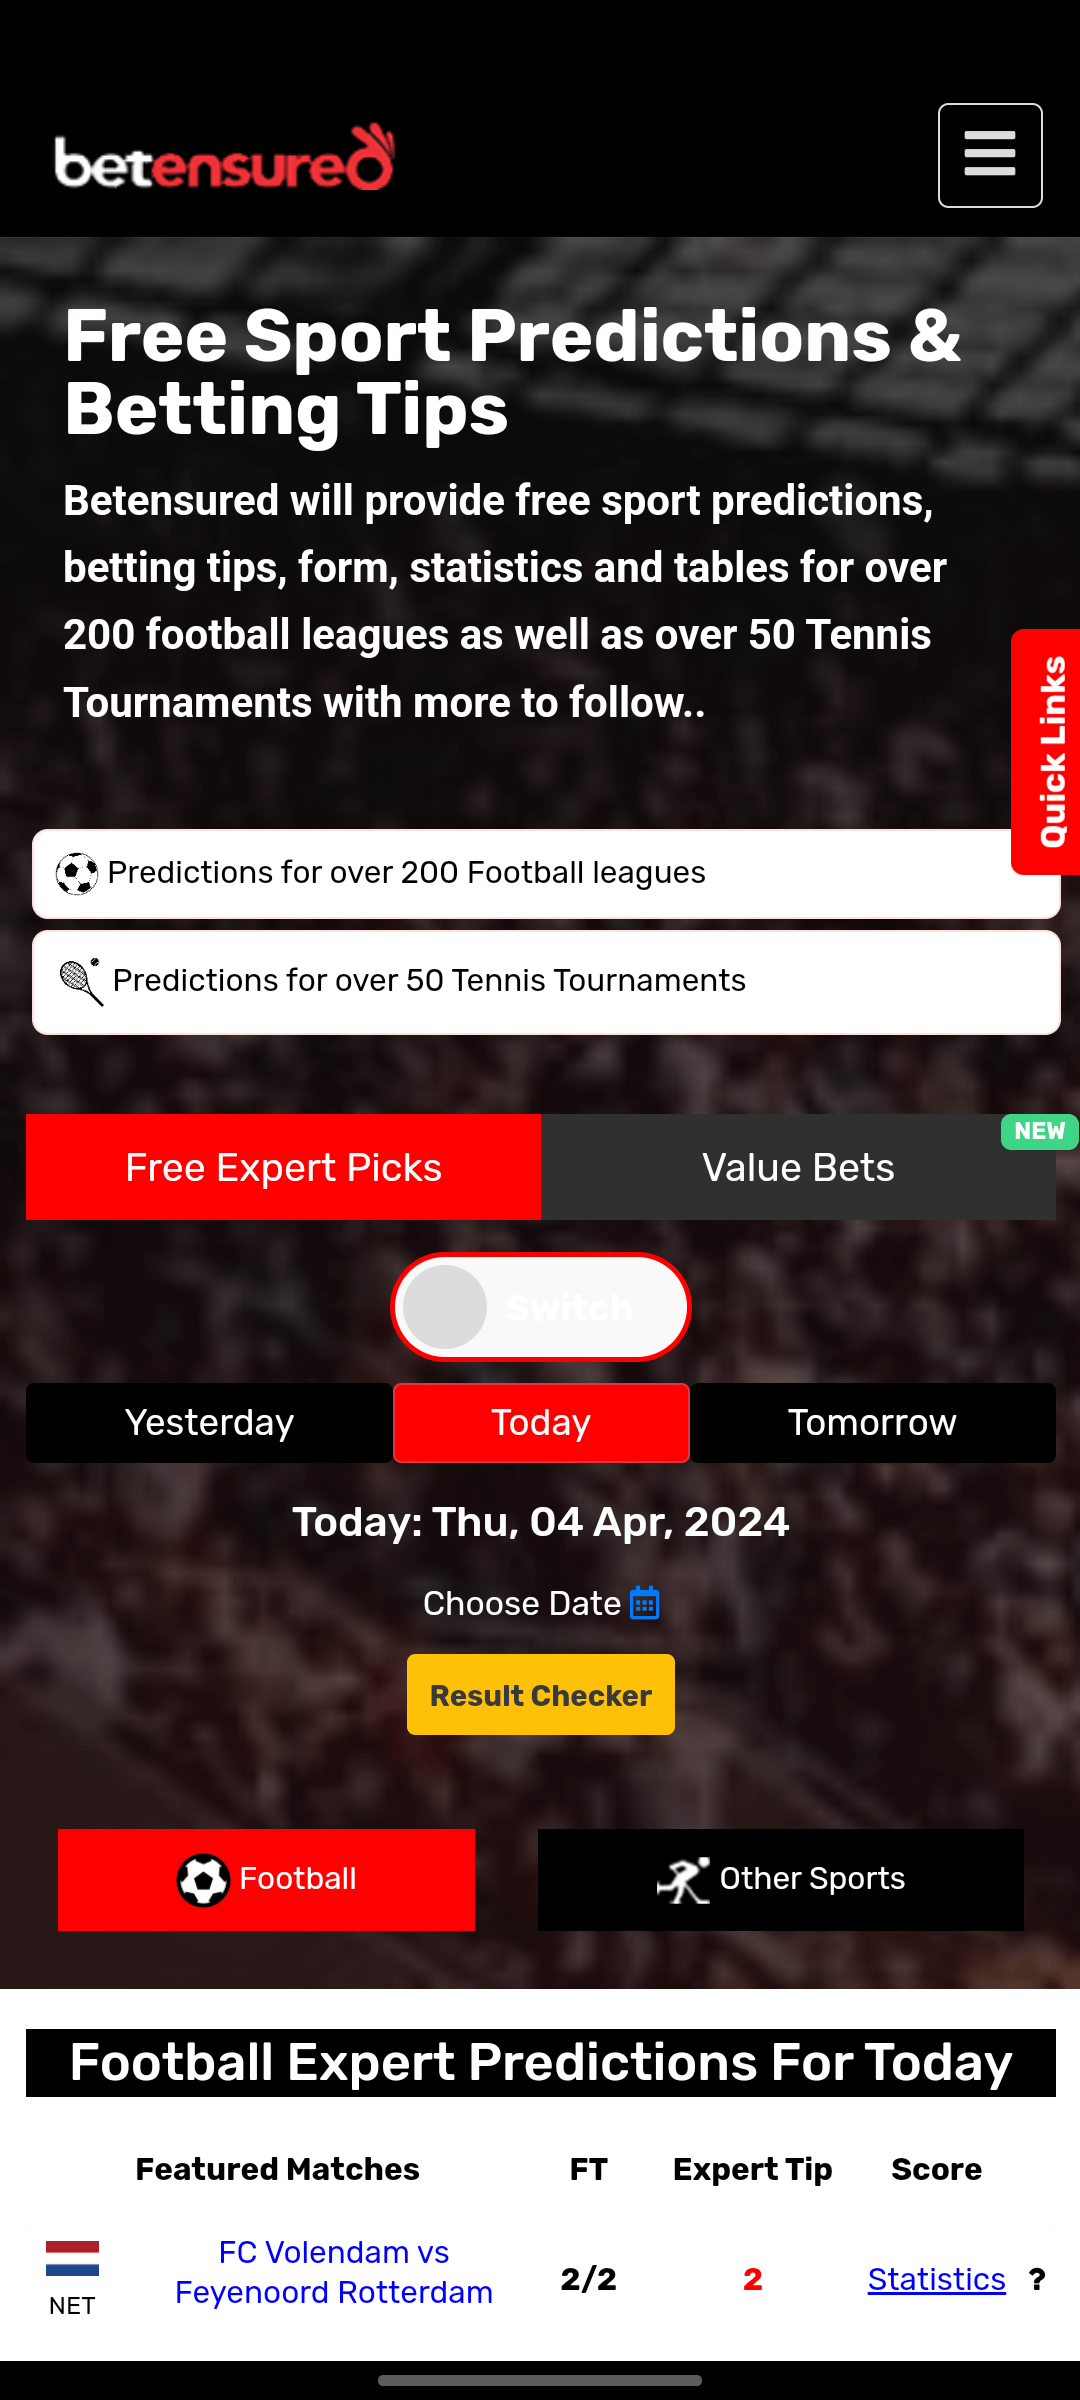 betensured
Free Sport Predictions &
Betting Tips
Betensured will provide free sport predictions,
betting tips, form, statistics and tables for over
200 football leagues as well as over 50 Tennis
Tournaments with more to follow..
Quick Links
Predictions for over 200 Football leagues
Predictions for over 50 Tennis Tournaments
Free Expert Picks
Value Bets
NEW
Switch
Yesterday
Today
Tomorrow
Today: Thu, 04 Apr, 2024
Choose Date
Result Checker
Football
Other Sports
Football Expert Predictions For Today
Featured Matches FT Expert Tip Score
FC Volendam vs
Feyenoord Rotterdam
NET
2/2 2 Statistics ?